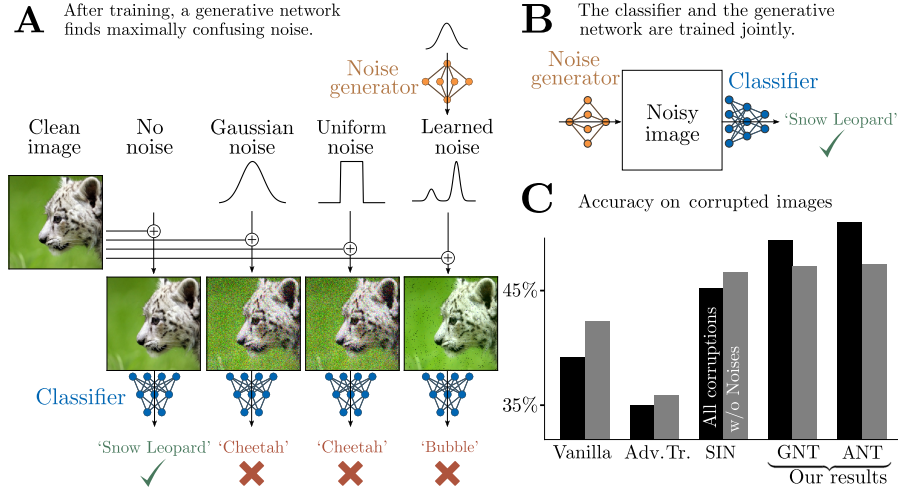 A
After training, a generative network
finds maximally confusing noise.
Noise
generator
Clean
image
No
noise
Gaussian
noise
Uniform
noise
Learned
noise
Classifier
‘Snow Leopard’
‘Cheetah’
‘Cheetah’
‘Bubble’
B
The classifier and the generative
network are trained jointly.
Noise
generator
Noisy
image
Classifier
‘Snow Leopard’
C
Accuracy on corrupted images
45%
35%
All corruptions
w/o Noises
Vanilla
Adv.Tr.
SIN
GNT
ANT
Our results